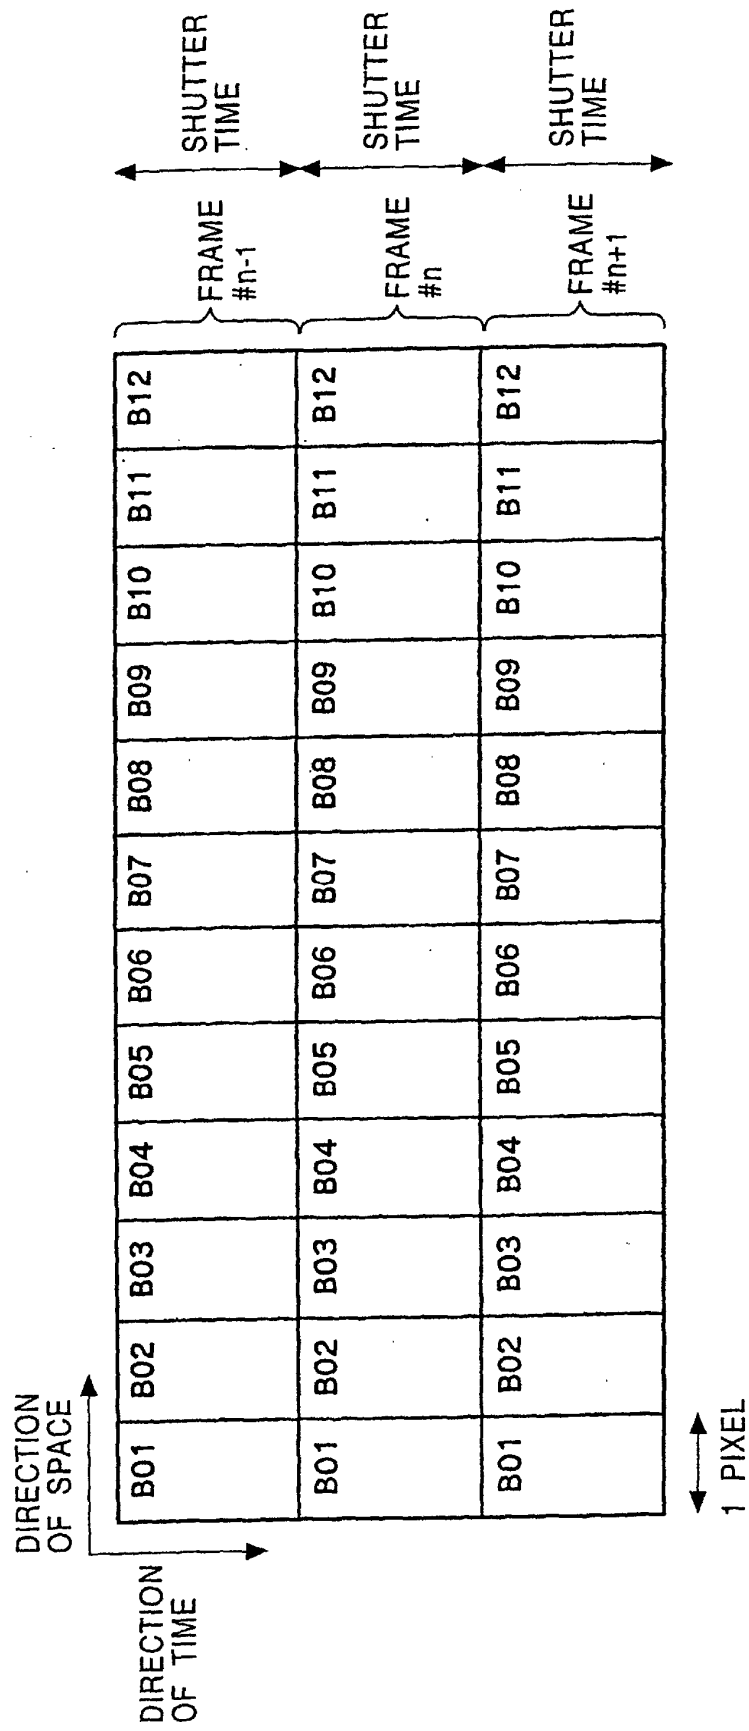 DIRECTION
OF SPACE
DIRECTION
OF TIME
B01 B02 B03 B04 B05 B06 B07 B08 B09 B10 B11 B12
FRAME
#n-1
SHUTTER
TIME
B01 B02 B03 B04 B05 B06 B07 B08 B09 B10 B11 B12
FRAME
#n
SHUTTER
TIME
B01 B02 B03 B04 B05 B06 B07 B08 B09 B10 B11 B12
FRAME
#n+1
SHUTTER
TIME
1 PIXEL